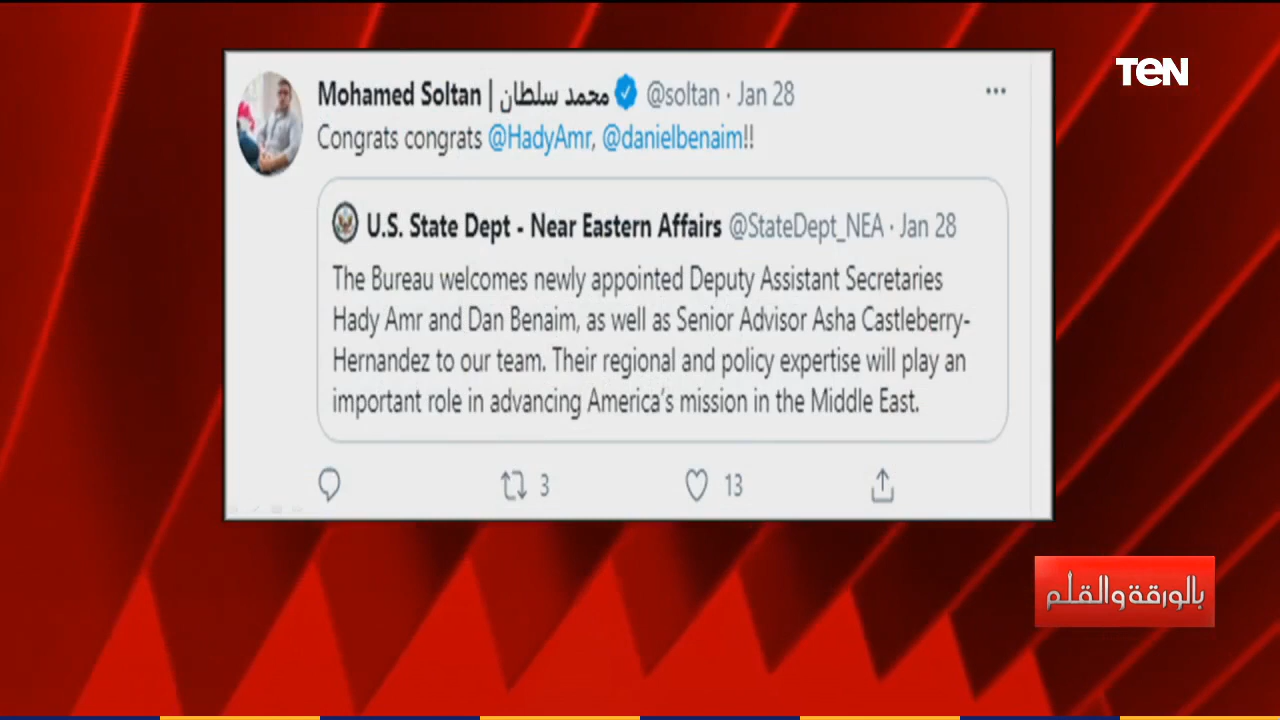 TEN
Mohamed Soltan | محمد سلطان @soltan · Jan 28
Congrats congrats @HadyAmr, @danielbenaim!!
U.S. State Dept - Near Eastern Affairs @StateDept_NEA · Jan 28
The Bureau welcomes newly appointed Deputy Assistant Secretaries
Hady Amr and Dan Benaim, as well as Senior Advisor Asha Castleberry-
Hernandez to our team. Their regional and policy expertise will play an
important role in advancing America's mission in the Middle East.
3 13
بالورقة والقلم